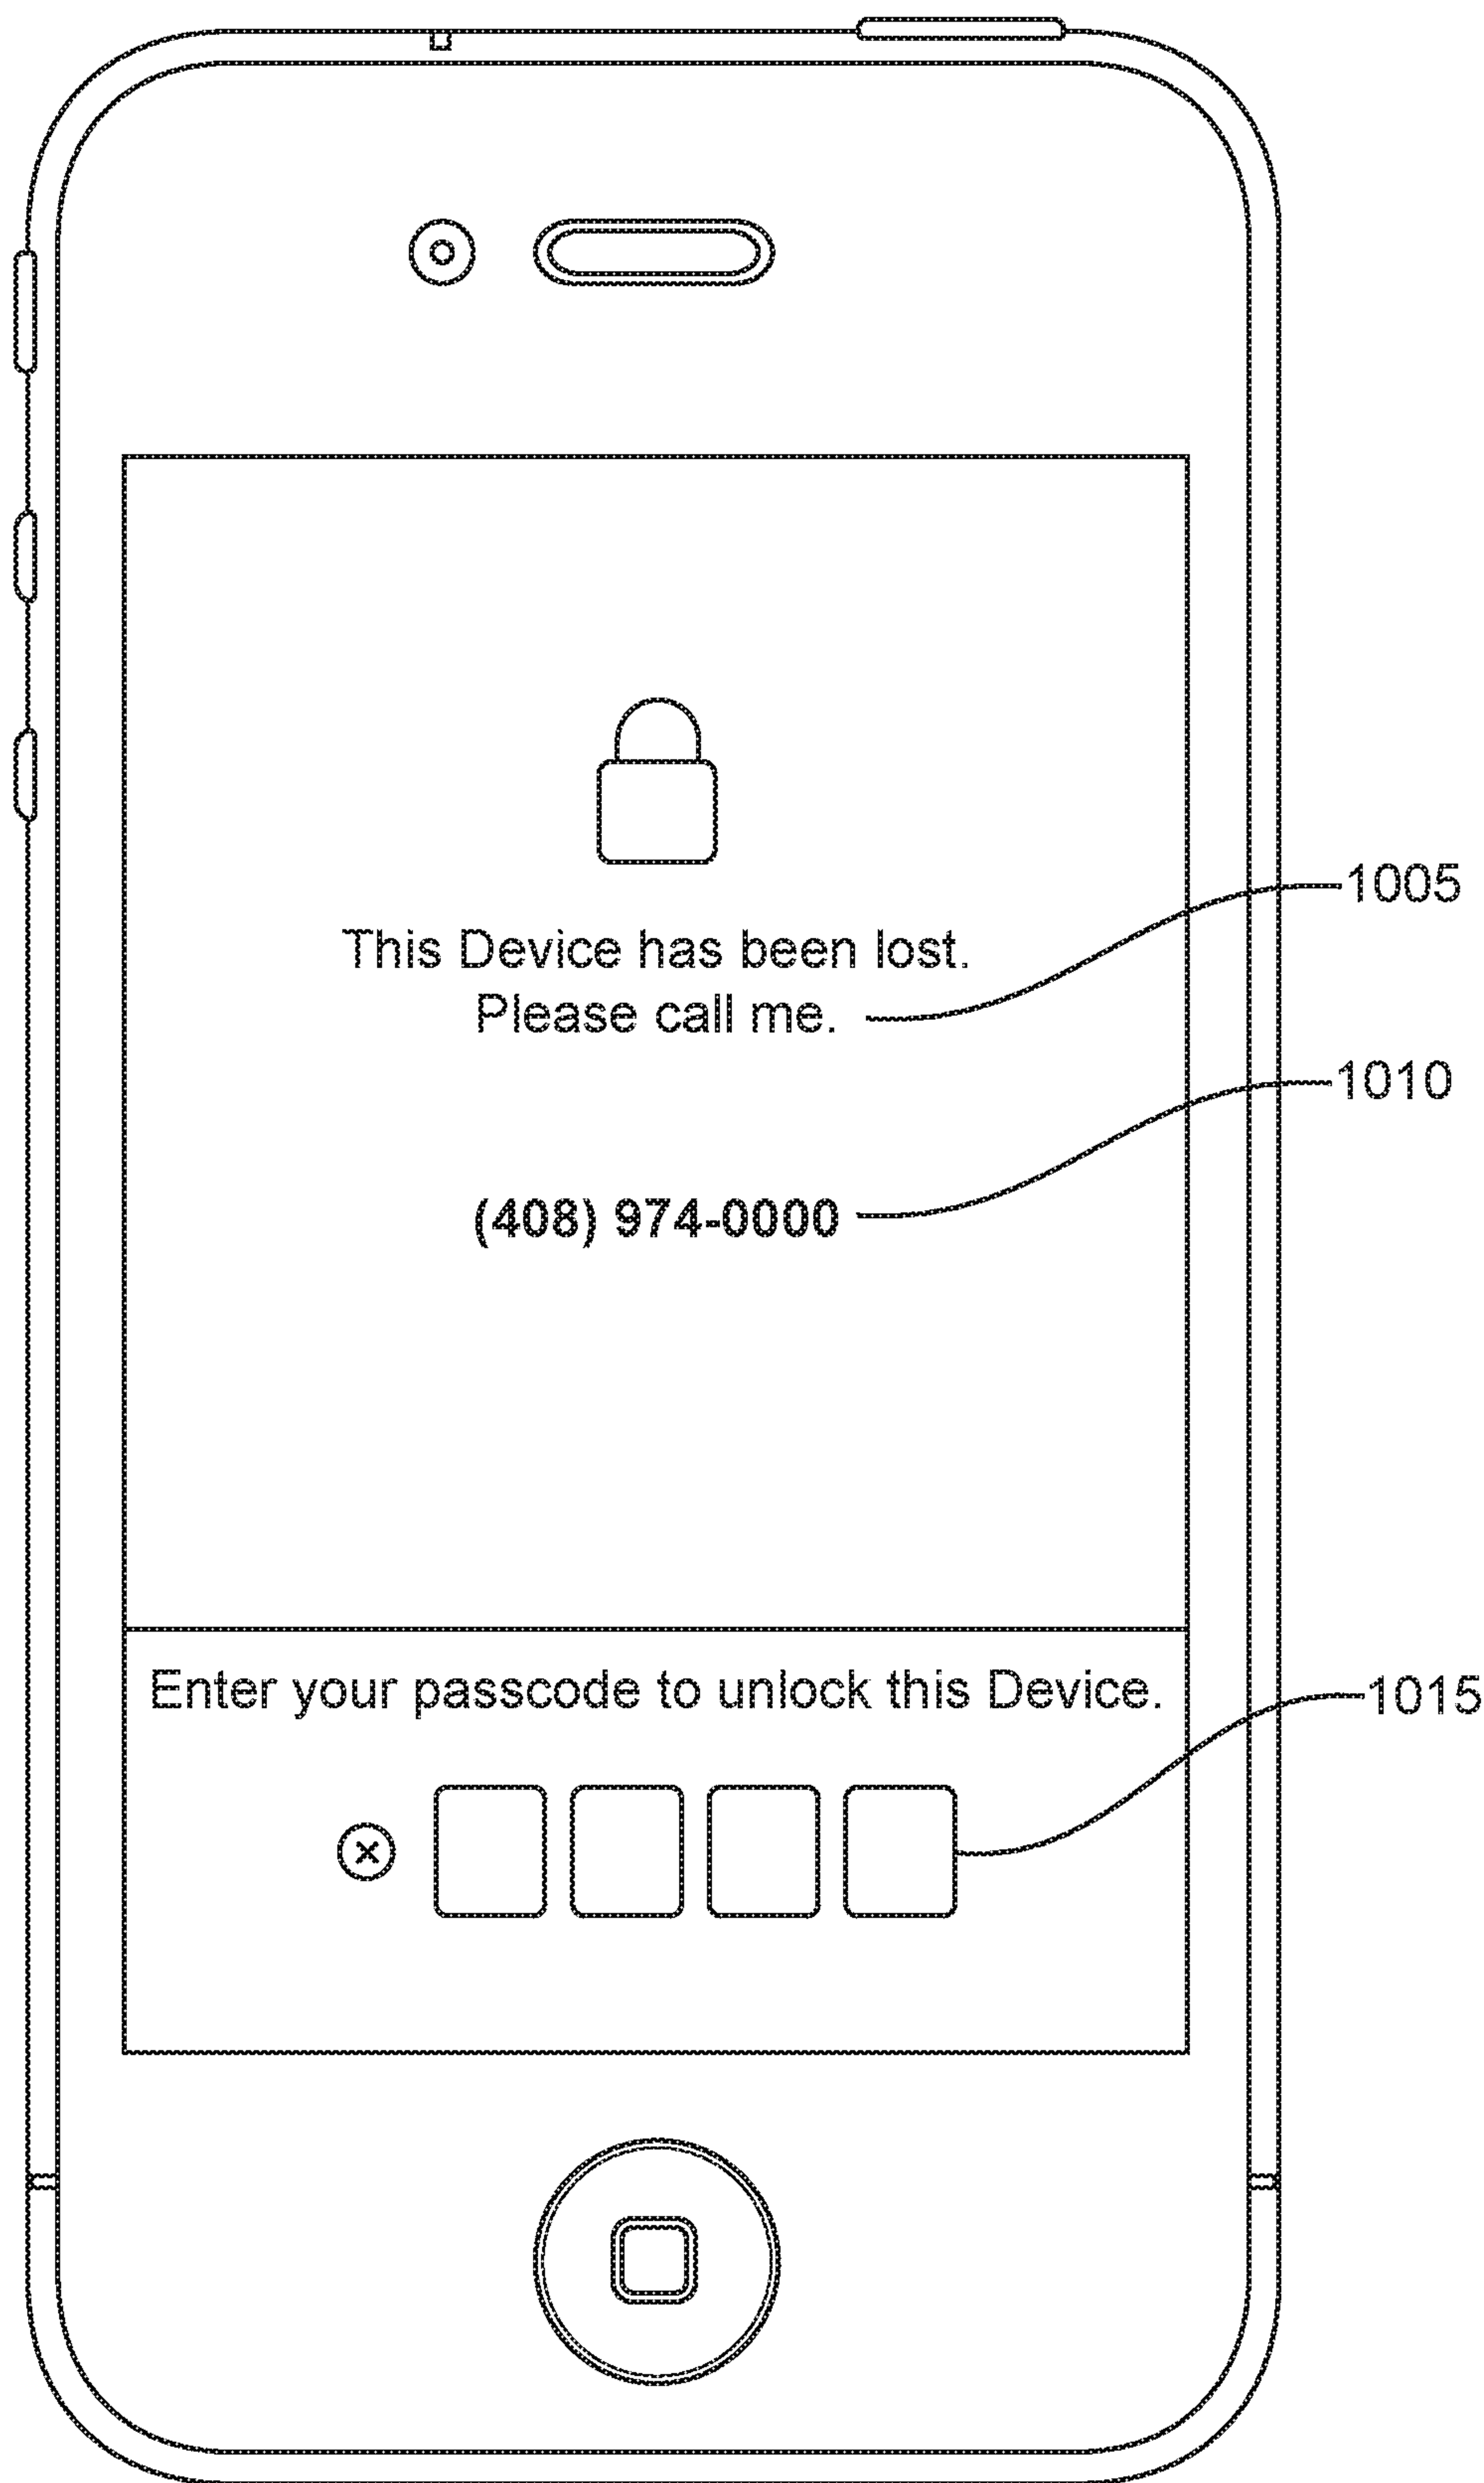 1005
This Device has been lost.
Please call me.
1010
(408) 974-0000
Enter your passcode to unlock this Device.
1015